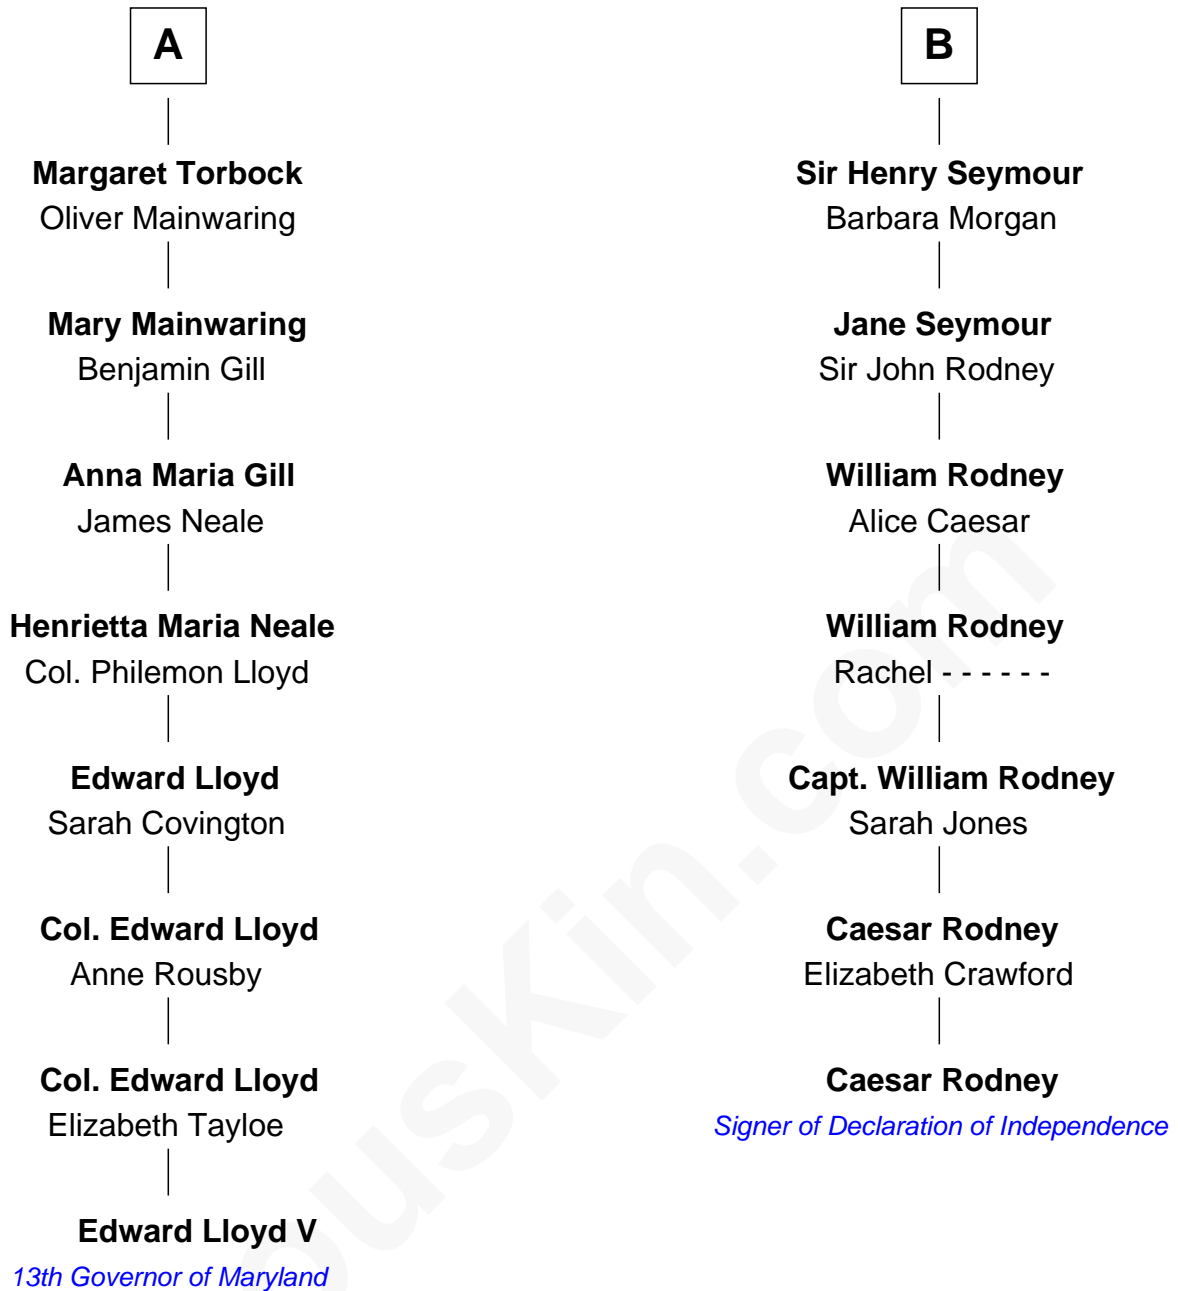 A
Margaret Torbock
Oliver Mainwaring
Mary Mainwaring
Benjamin Gill
Anna Maria Gill
James Neale
Henrietta Maria Neale
Col. Philemon Lloyd
Edward Lloyd
Sarah Covington
Col. Edward Lloyd
Anne Rousby
Col. Edward Lloyd
Elizabeth Tayloe
Edward Lloyd V
13th Governor of Maryland
B
Sir Henry Seymour
Barbara Morgan
Jane Seymour
Sir John Rodney
William Rodney
Alice Caesar
William Rodney
Rachel - - - - - -
Capt. William Rodney
Sarah Jones
Caesar Rodney
Elizabeth Crawford
Caesar Rodney
Signer of Declaration of Independence
ousKin.com